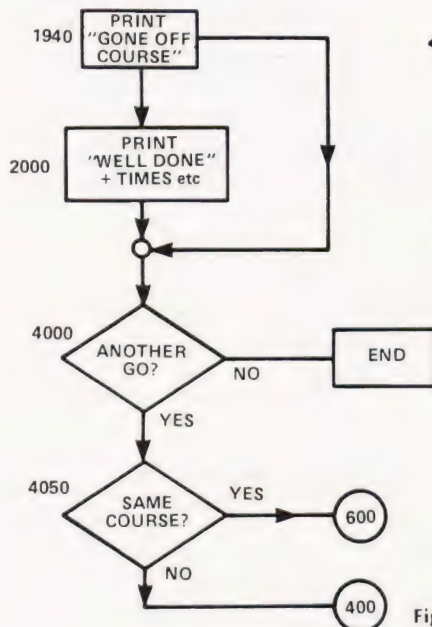 1940
PRINT
"GONE OFF
COURSE"
2000
PRINT
"WELL DONE"
+ TIMES etc
4000
ANOTHER
GO?
NO
END
YES
4050
SAME
COURSE?
YES
600
NO
400
Fig